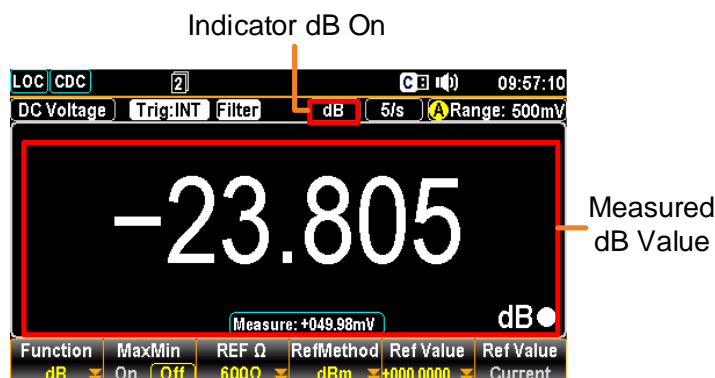 Indicator dB On
LOC CDC 2 C 09:57:10
DC Voltage Trig:INT Filter dB 5/s A Range: 500mV
-23.805
Measured
dB Value
Measure: +049.98mV dB
Function MaxMin REF Ω RefMethod Ref Value Ref Value
dB On Off 600Ω dBm +000.0000 Current